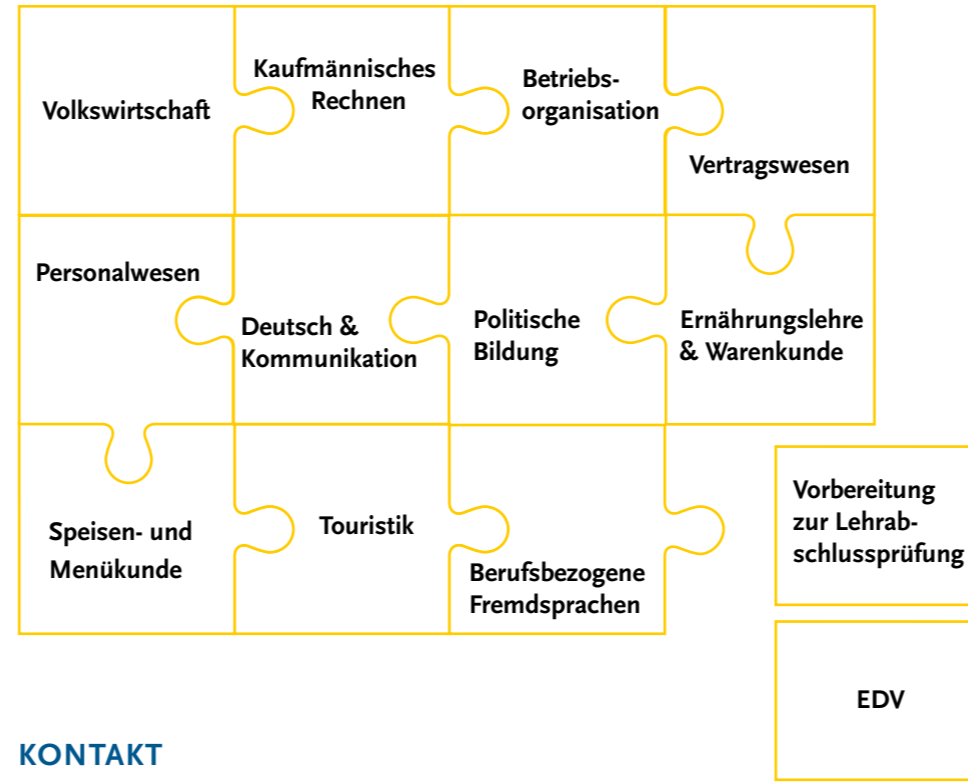 Volkswirtschaft
Kaufmännisches
Rechnen
Betriebs-
organisation
Vertragswesen
Personalwesen
Deutsch &
Kommunikation
Politische
Bildung
Ernährungslehre
& Warenkunde
Speisen- und
Menükunde
Touristik
Berufsbezogene
Fremdsprachen
Vorbereitung
zur Lehrab-
schlussprüfung
EDV
KONTAKT